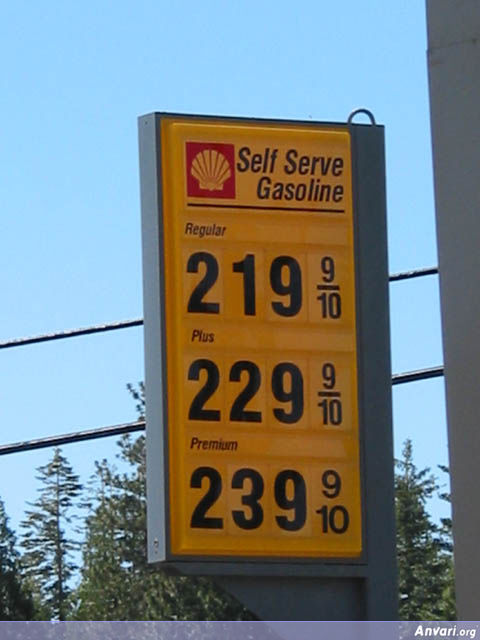 Self Serve
Gasoline
Regular
219 9/10
Plus
229 9/10
Premium
239 9/10
Anvari.org